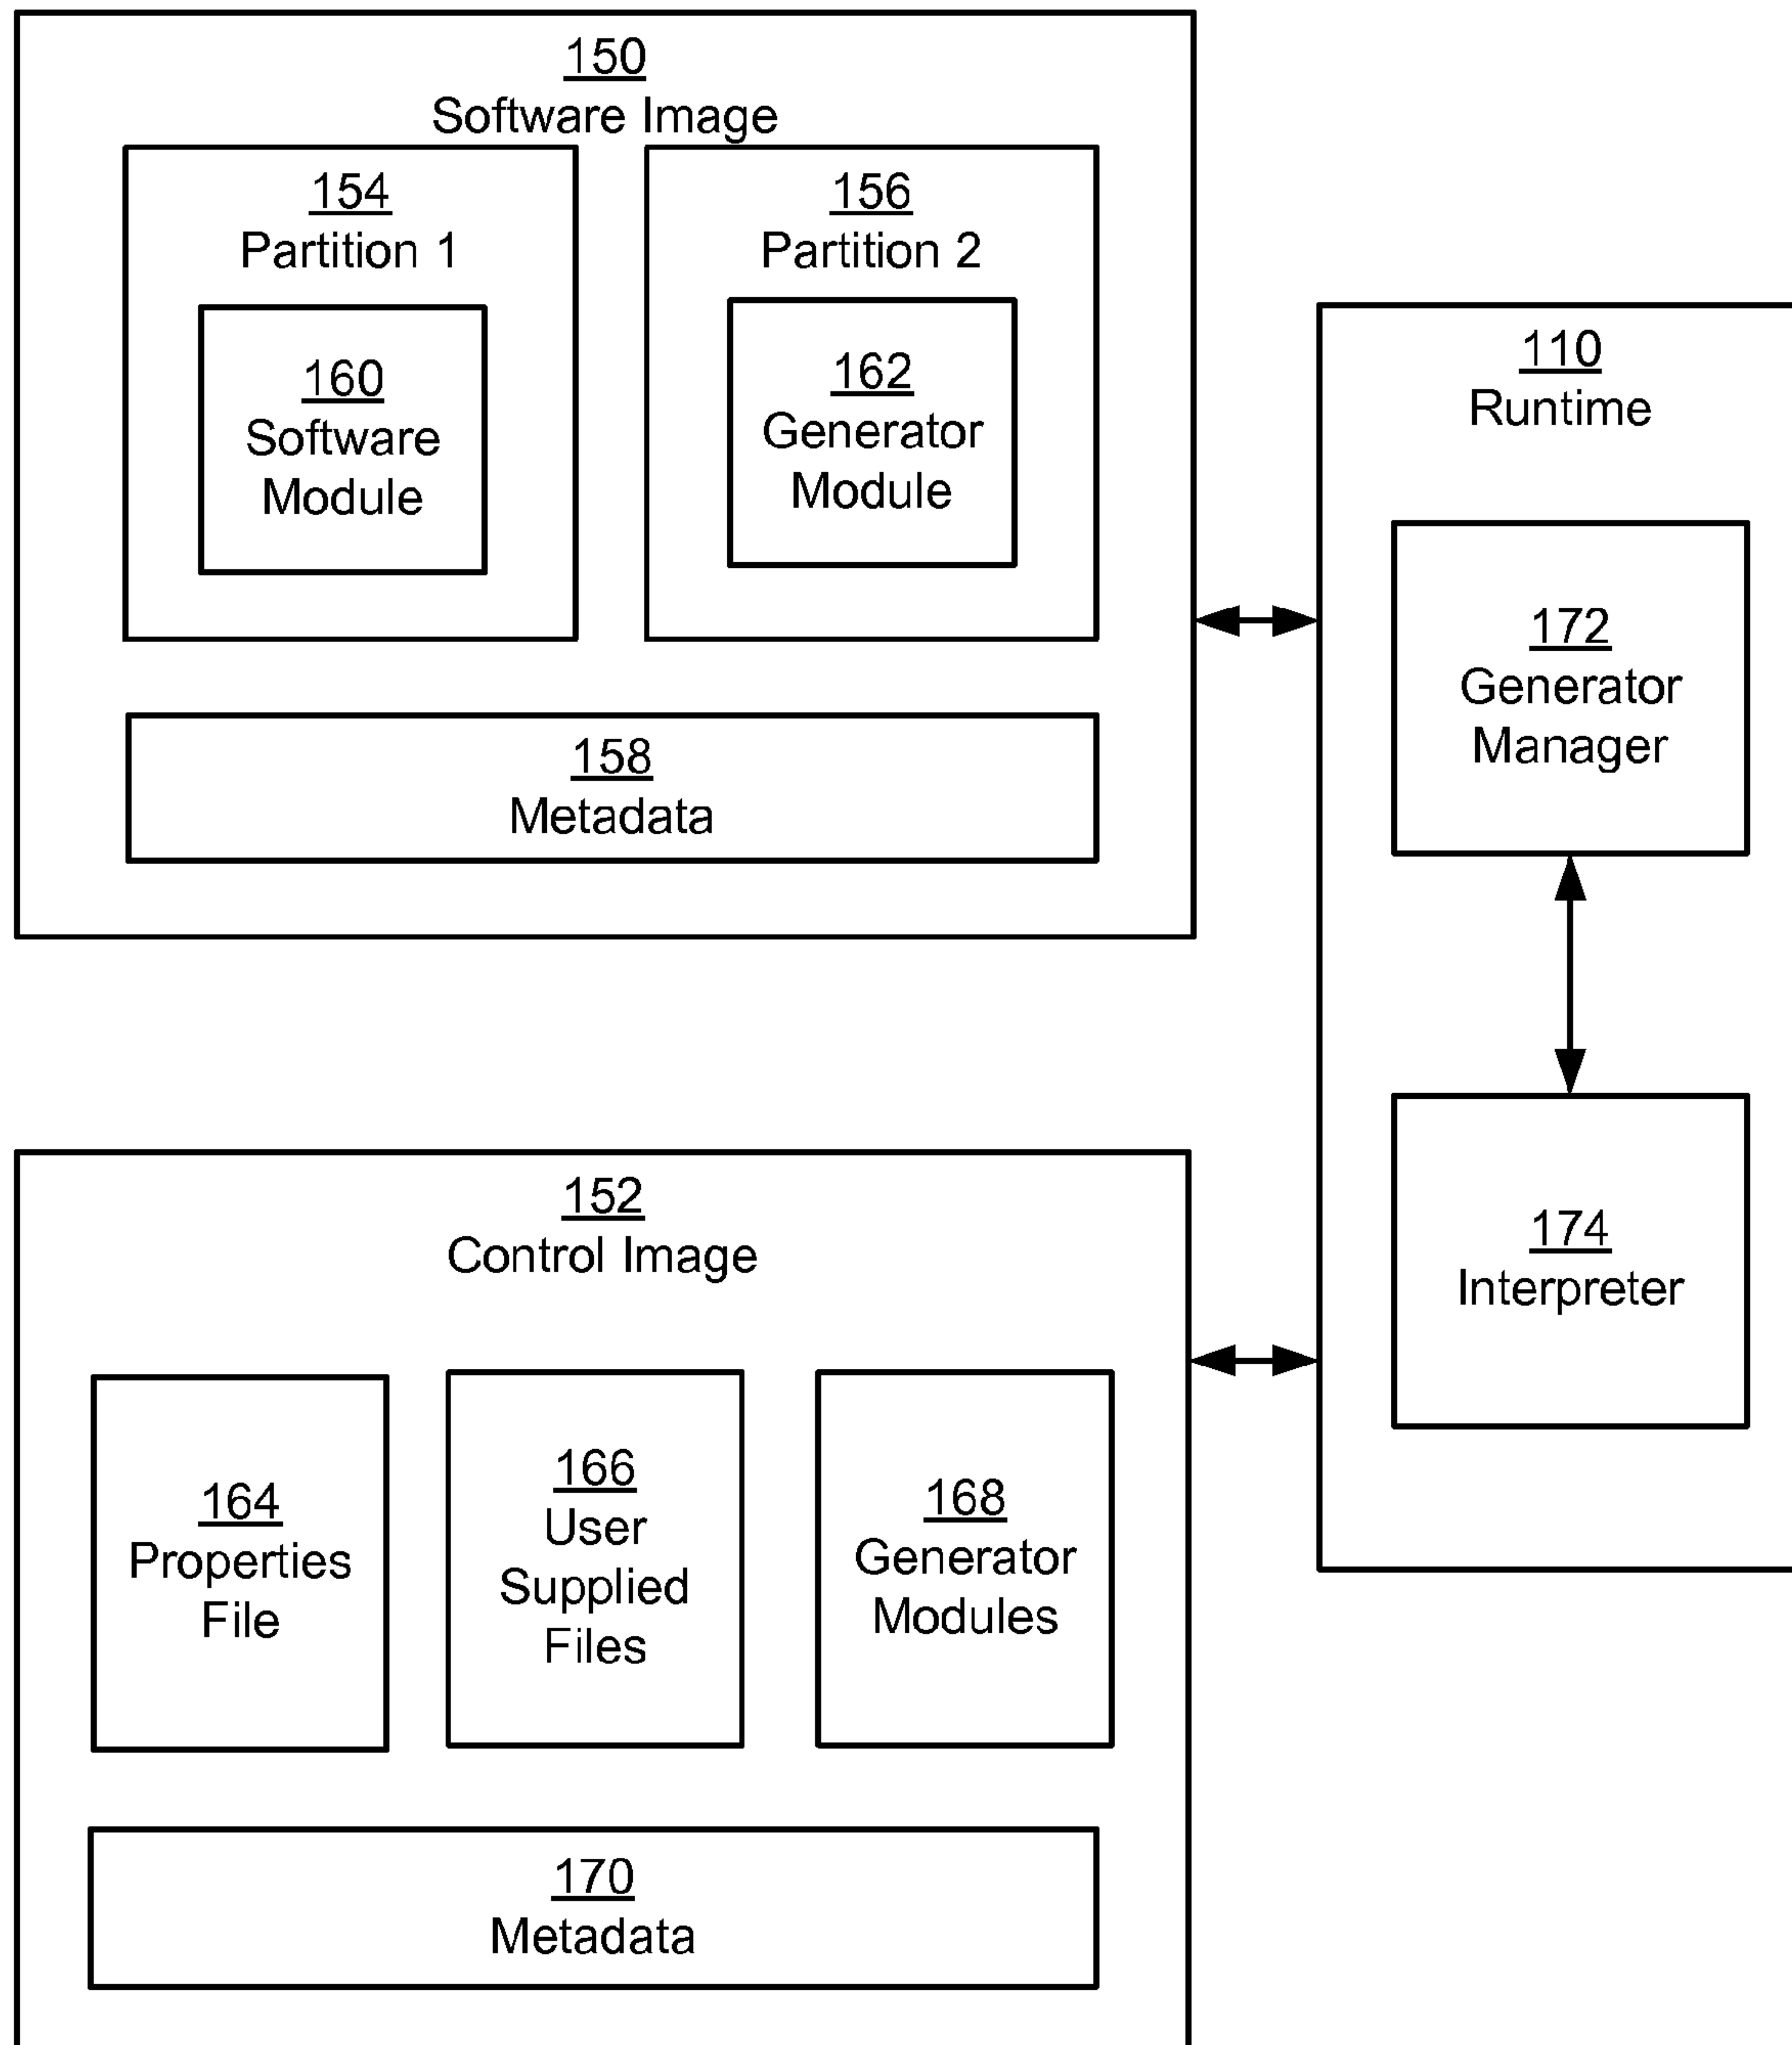 150
Software Image
154
Partition 1
160
Software
Module
156
Partition 2
162
Generator
Module
158
Metadata
110
Runtime
172
Generator
Manager
174
Interpreter
152
Control Image
164
Properties
File
166
User
Supplied
Files
168
Generator
Modules
170
Metadata